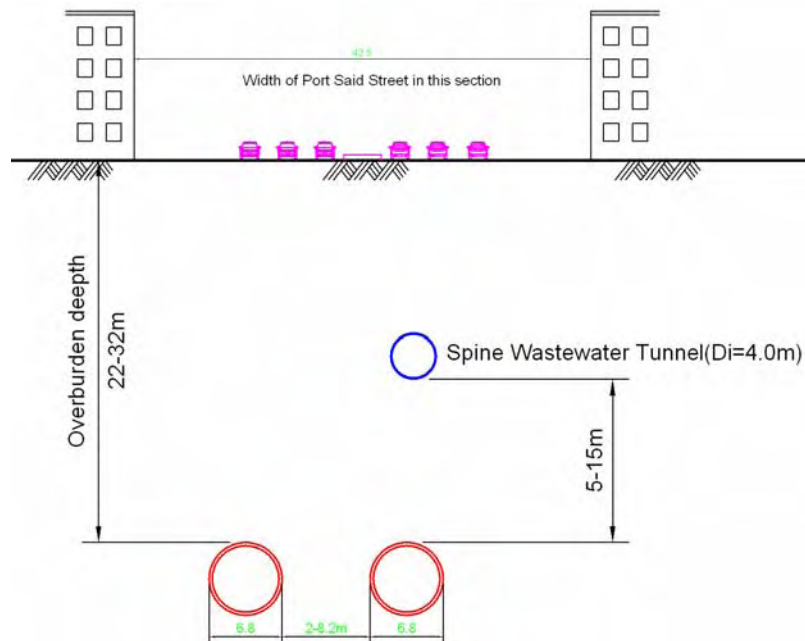 42.5
Width of Port Said Street in this section
Overburden deepth
22-32m
Spine Wastewater Tunnel(Di=4.0m)
5-15m
6.8
2-8.2m
6.8